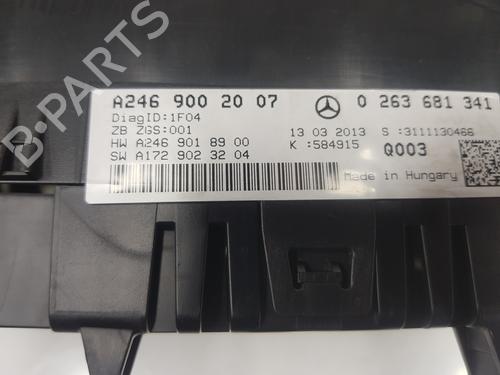 A246 900 20 07 0 263 681 341
DiagID:1F04
ZB ZGS:001 13 03 2013 S :3111130466
HW A246 901 89 00 K :584915 Q003
SW A172 902 32 04
Made in Hungary
B-PARTS